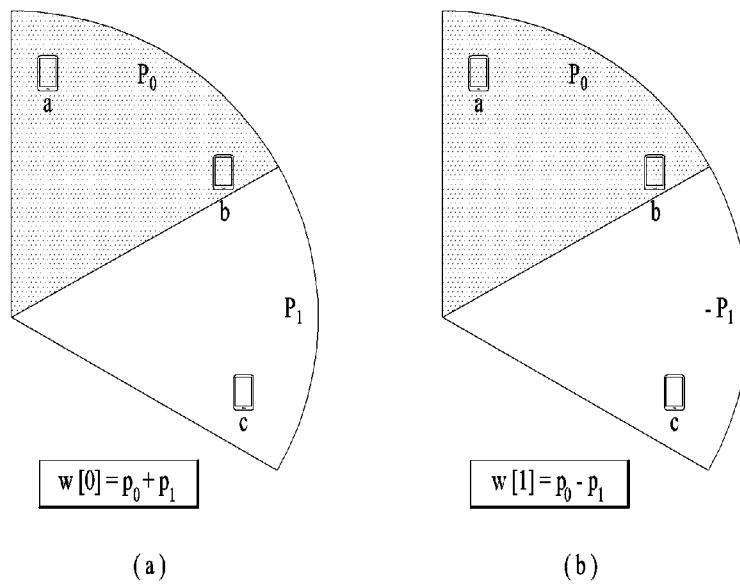 P0
a
b
P1
c
w [0] = p0 + p1
(a)
P0
a
b
- P1
c
w [1] = p0 - p1
(b)